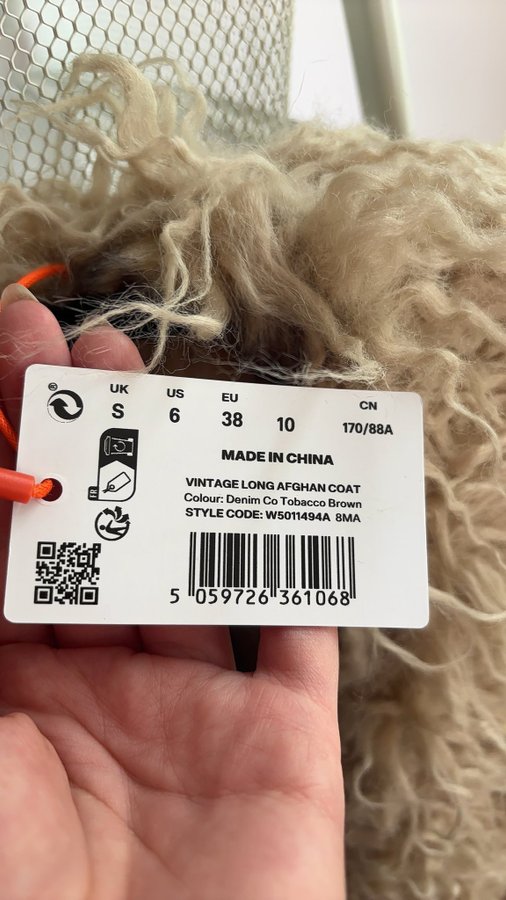 ®
UK US EU CN
S 6 38 10 170/88A
MADE IN CHINA
VINTAGE LONG AFGHAN COAT
Colour: Denim Co Tobacco Brown
STYLE CODE: W5011494A 8MA
FR
5 059726 361068